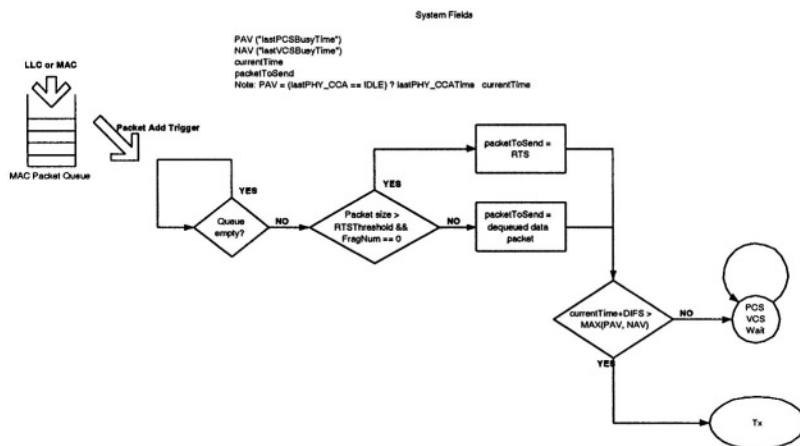 System Fields
PAV ("lastPCSBusyTime")
NAV ("lastVCSBusyTime")
currentTime
packetToSend
Note: PAV = (lastPHY_CCA == IDLE) ? lastPHY_CCATime currentTime
LLC or MAC
Packet Add Trigger
MAC Packet Queue
YES
Queue
empty?
NO
YES
Packet size >
RTSThreshold &&
FragNum == 0
NO
packetToSend =
RTS
packetToSend =
dequeued data
packet
currentTime+DIFS >
MAX(PAV, NAV)
NO
YES
PCS
VCS
Wait
Tx